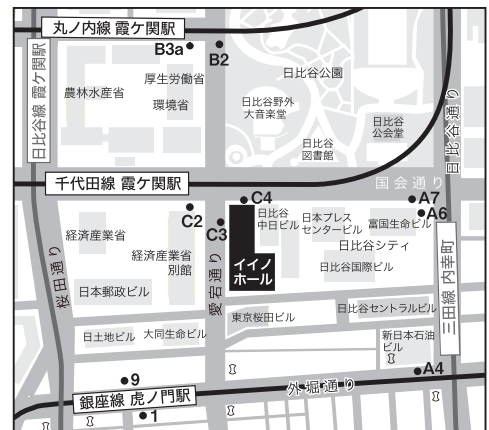 丸ノ内線 霞ケ関駅
B3a
B2
日比谷線 霞ケ関駅
農林水産省
厚生労働省
環境省
日比谷公園
日比谷野外
大音楽堂
日比谷
公会堂
日比谷
図書館
日比谷通り
千代田線 霞ケ関駅
国会通り
C4
A7
A6
C2
C3
日比谷
中日ビル
日本プレス
センタービル
富国生命ビル
日比谷シティ
経済産業省
経済産業省
別館
イイノ
ホール
日比谷国際ビル
桜田通り
愛宕通り
三田線 内幸町
日本郵政ビル
東京桜田ビル
日比谷セントラルビル
日土地ビル
大同生命ビル
新日本石油
ビル
A4
9
外堀通り
銀座線 虎ノ門駅
1